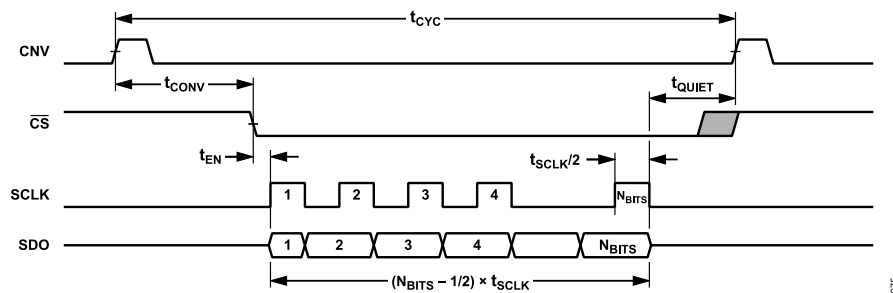 tCYC
CNV
tCONV
tQUIET
CS
tEN
tSCLK/2
SCLK
1 2 3 4 NBITS
SDO
1 2 3 4 NBITS
(NBITS – 1/2) × tSCLK